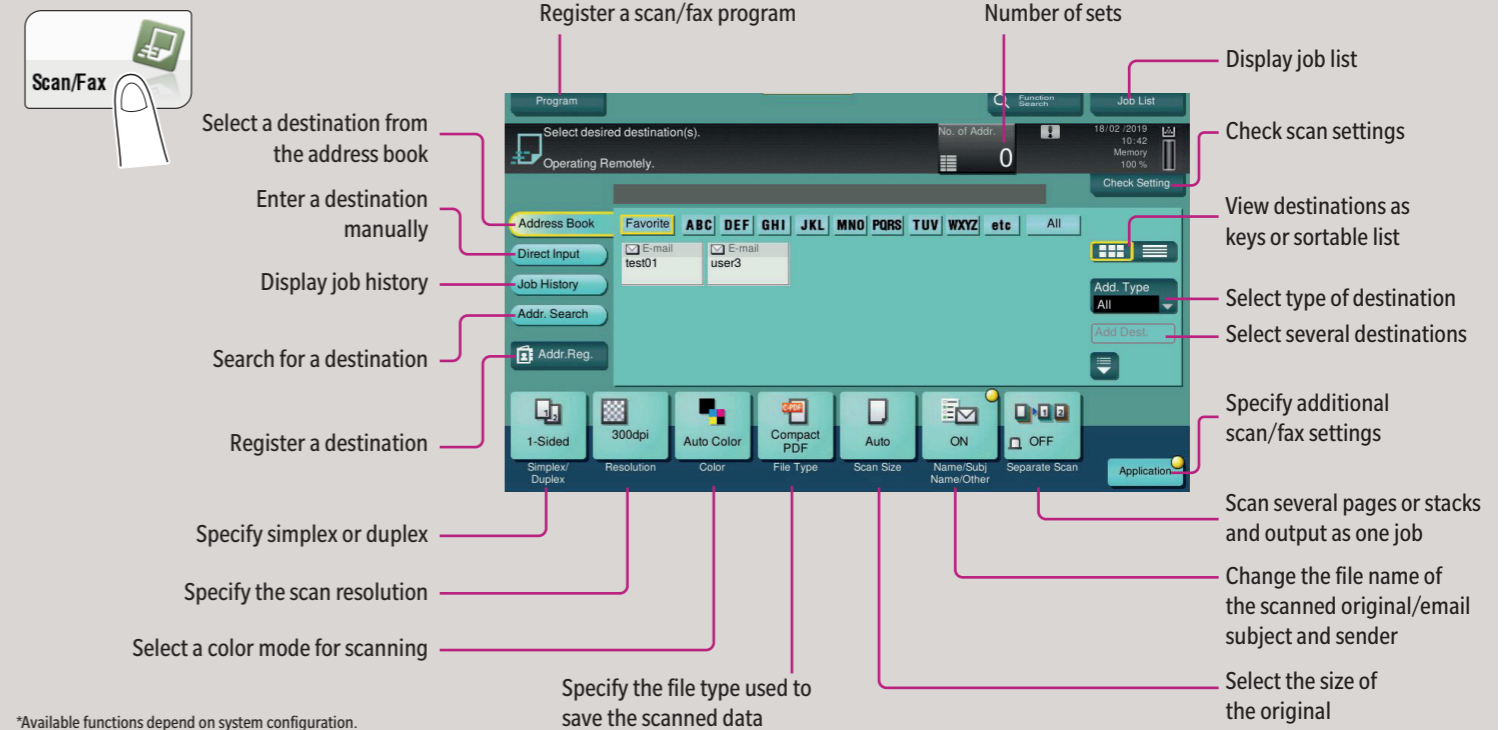 Scan/Fax
Register a scan/fax program
Number of sets
Display job list
Check scan settings
View destinations as
keys or sortable list
Select type of destination
Select several destinations
Specify additional
scan/fax settings
Scan several pages or stacks
and output as one job
Change the file name of
the scanned original/email
subject and sender
Select the size of
the original
Select a destination from
the address book
Enter a destination
manually
Display job history
Search for a destination
Register a destination
Specify simplex or duplex
Specify the scan resolution
Select a color mode for scanning
Specify the file type used to
save the scanned data
Program
Function
Search
Job List
Select desired destination(s).
Operating Remotely.
No. of Addr.
0
18/02 /2019
10:42
Memory
100 %
Check Setting
Address Book
Direct Input
Job History
Addr. Search
Addr.Reg.
Favorite ABC DEF GHI JKL MNO PQRS TUV WXYZ etc All
E-mail
test01
E-mail
user3
Add. Type
All
Add Dest.
1-Sided
Simplex/
Duplex
300dpi
Resolution
Auto Color
Color
Compact
PDF
File Type
Auto
Scan Size
ON
Name/Subj
Name/Other
OFF
Separate Scan
Application
*Available functions depend on system configuration.